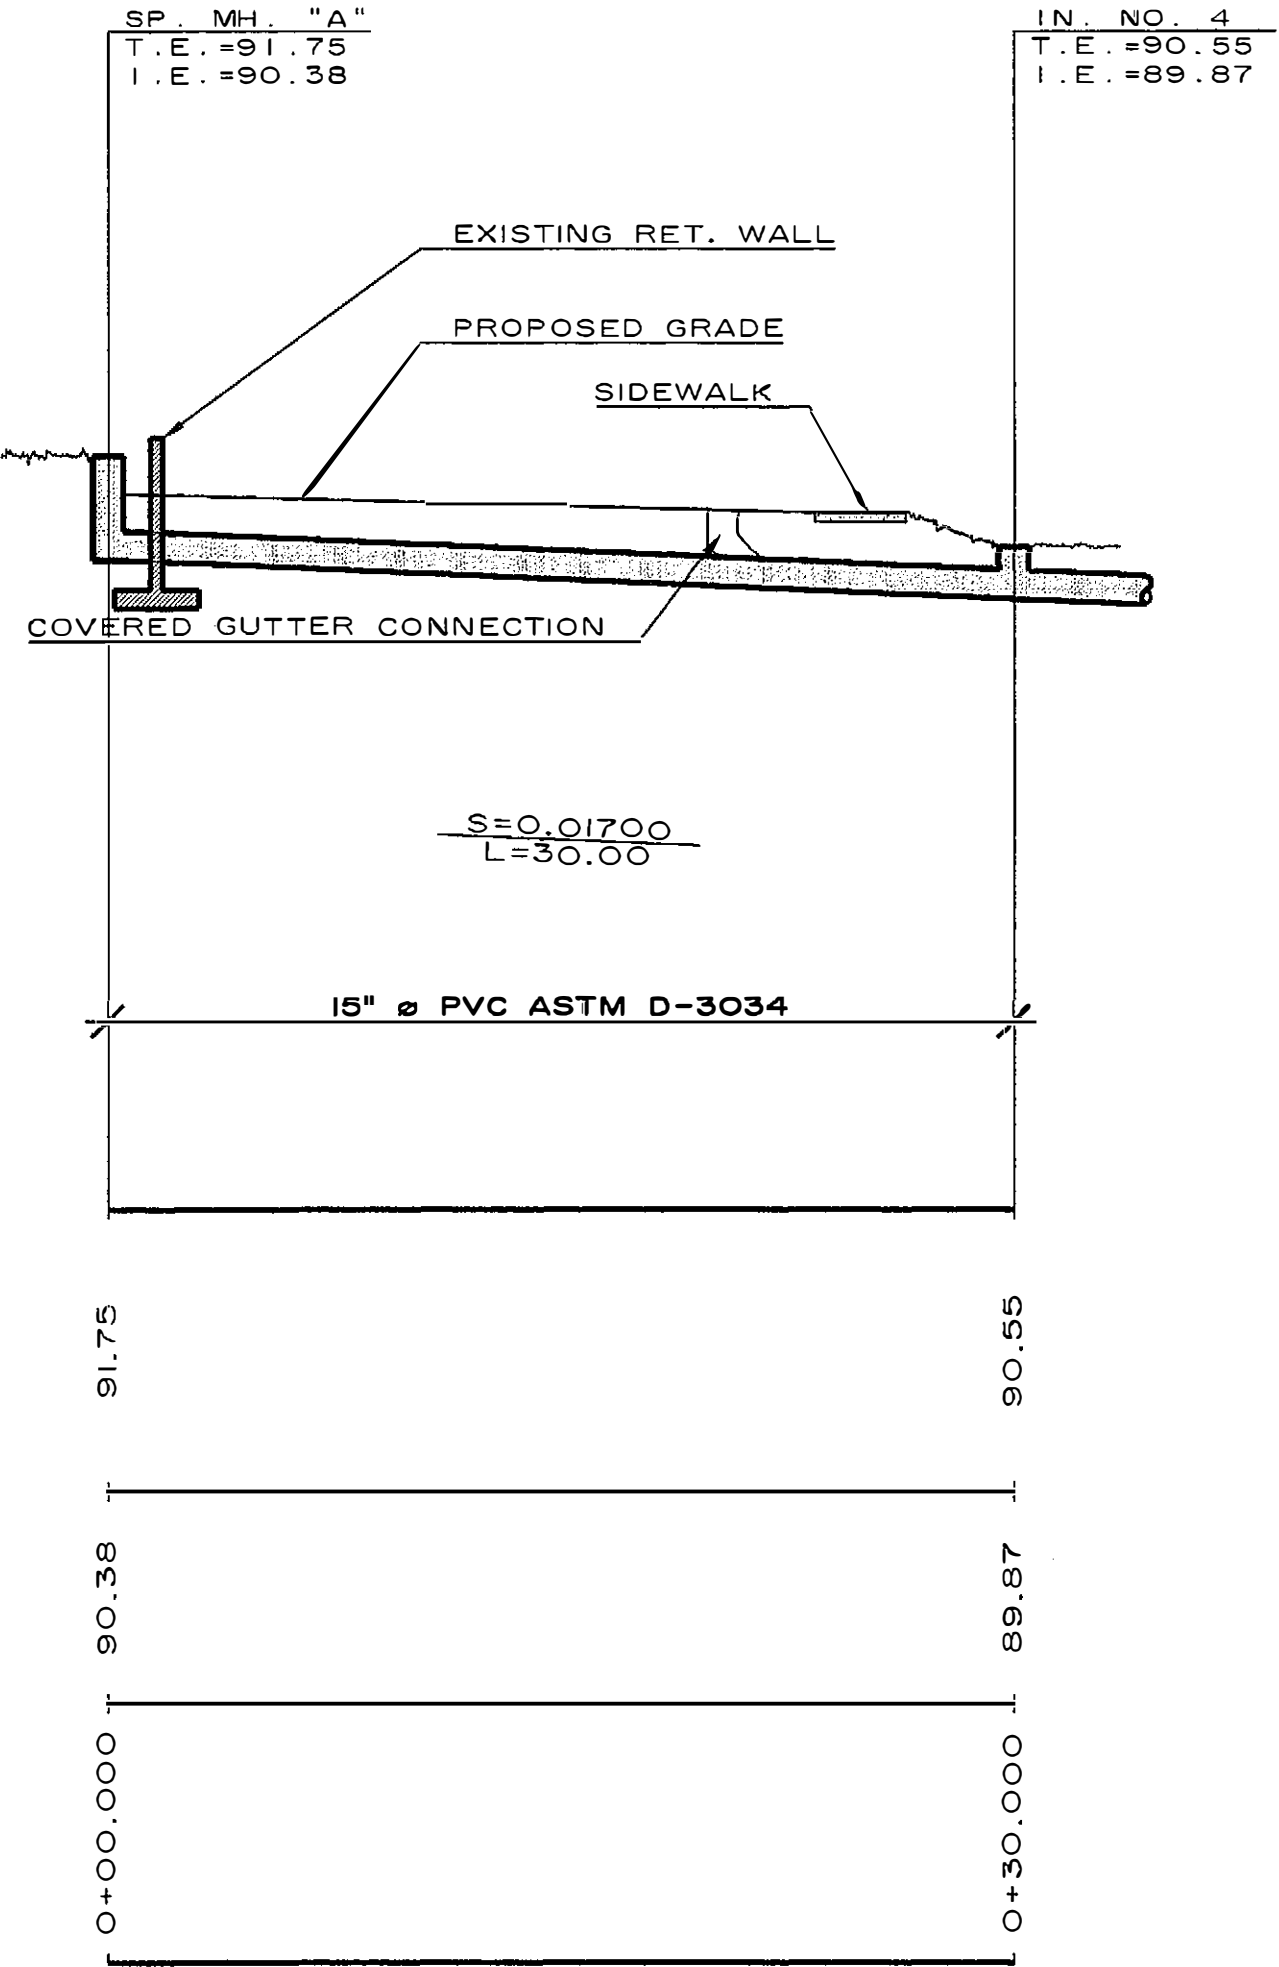 SP. MH. "A"
T.E.=91.75
I.E.=90.38
IN. NO. 4
T.E.=90.55
I.E.=89.87
EXISTING RET. WALL
PROPOSED GRADE
SIDEWALK
COVERED GUTTER CONNECTION
S=0.01700
L=30.00
15" ø PVC ASTM D-3034
91.75
90.55
90.38
89.87
0+00.000
0+30.000